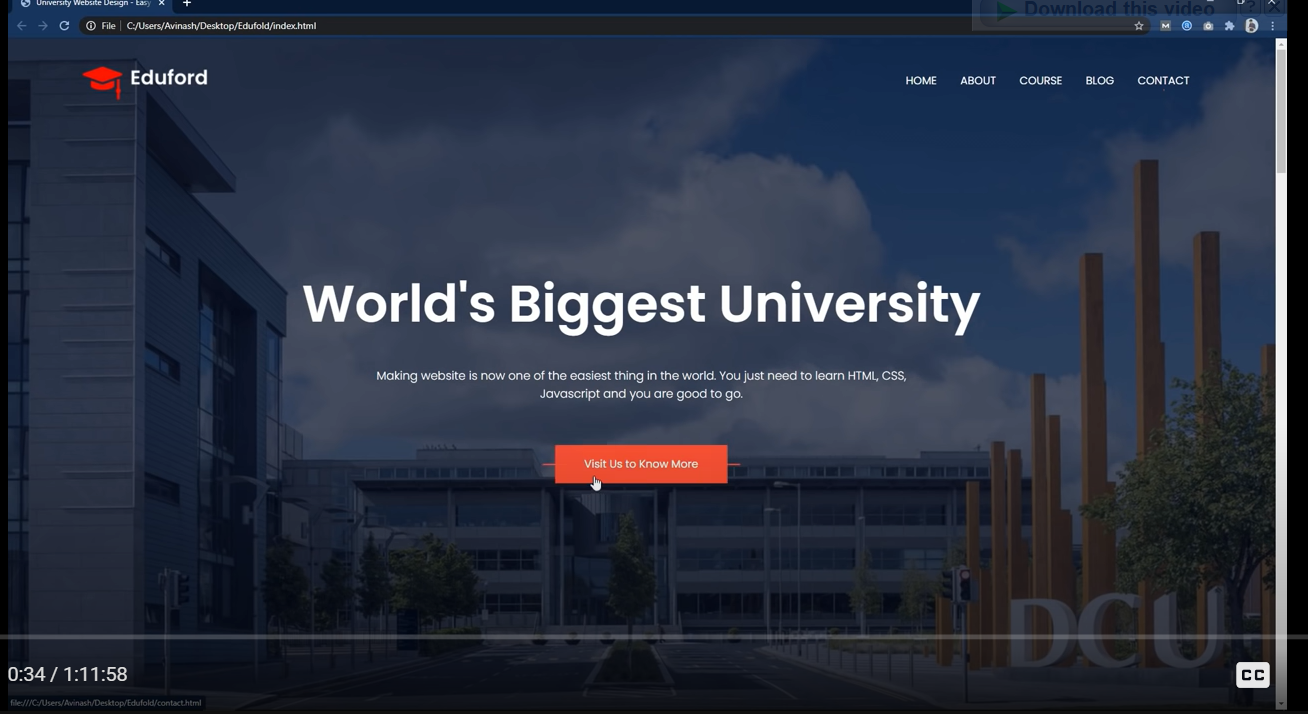 University Website Design - Easy
Download this video
File
C:/Users/Avinash/Desktop/Edufold/index.html
Eduford
HOME ABOUT COURSE BLOG CONTACT
World's Biggest University
Making website is now one of the easiest thing in the world. You just need to learn HTML, CSS,
Javascript and you are good to go.
Visit Us to Know More
DCU
0:34 / 1:11:58
CC
file:///C:/Users/Avinash/Desktop/Edufold/contact.html